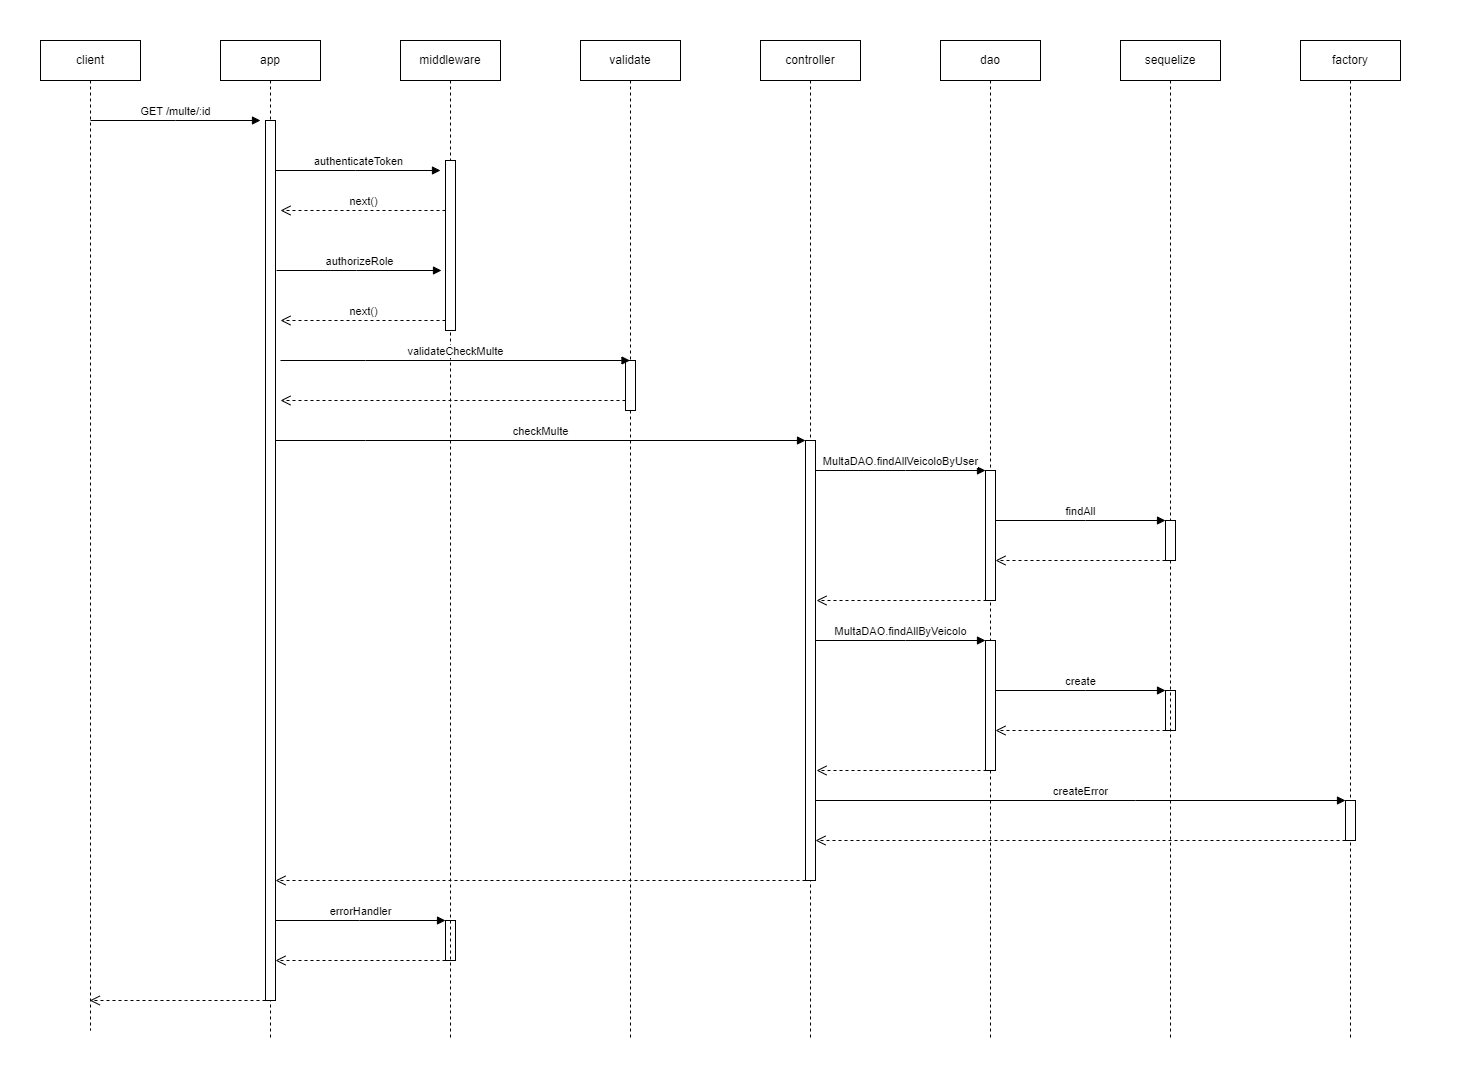 client
app
middleware
validate
controller
dao
sequelize
factory
GET /multe/:id
authenticateToken
next()
authorizeRole
next()
validateCheckMulte
checkMulte
MultaDAO.findAllVeicoloByUser
findAll
MultaDAO.findAllByVeicolo
create
createError
errorHandler